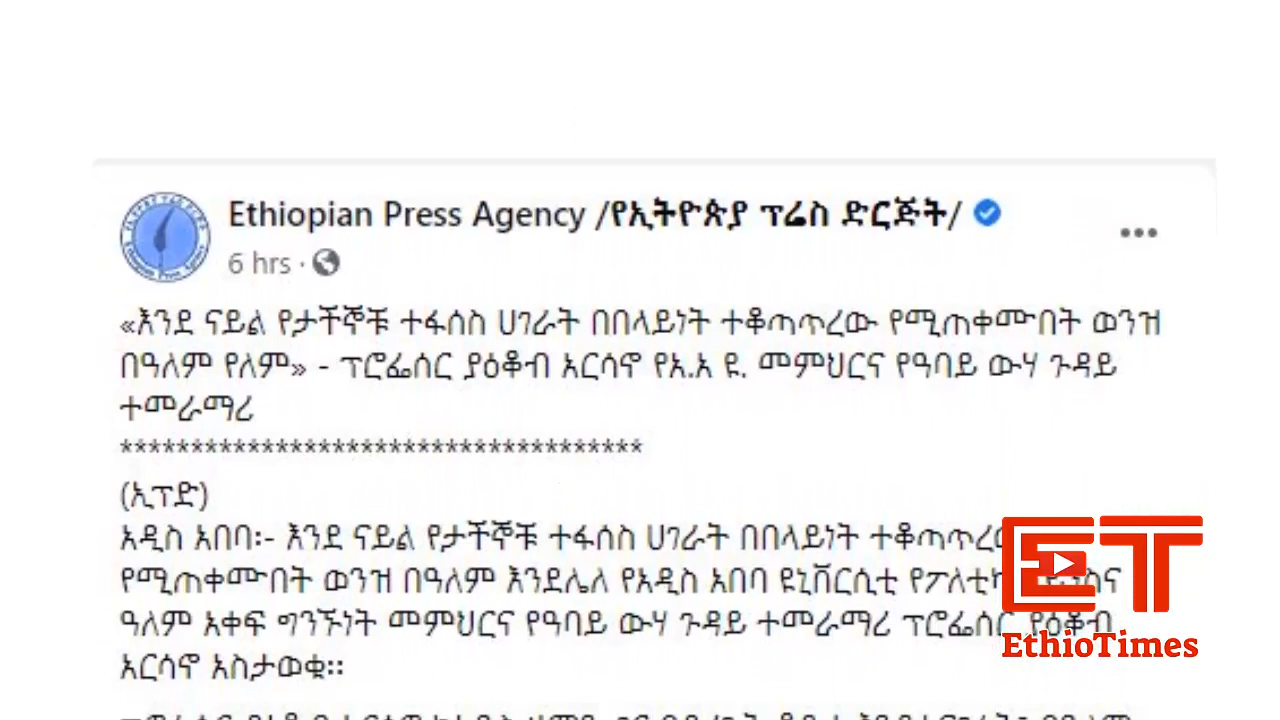 Ethiopian Press Agency /የኢትዮጵያ ፕሬስ ድርጅት/
6 hrs ·
«እንደ ናይል የታችኞቹ ተፋሰስ ሀገራት በበላይነት ተቆጣጥረው የሚጠቀሙበት ወንዝ
በዓለም የለም» - ፕሮፌሰር ያዕቆብ አርሳኖ የአ.አ ዩ. መምህርና የዓባይ ውሃ ጉዳይ
ተመራማሪ
*************************************
(ኢፕድ)
አዲስ አበባ፡- እንደ ናይል የታችኞቹ ተፋሰስ ሀገራት በበላይነት
የሚጠቀሙበት ወንዝ በዓለም እንደሌለ የአዲስ አበባ ዩኒቨርሲቲ
ዓለም አቀፍ ግንኙነት መምህርና የዓባይ ውሃ ጉዳይ ተመራማሪ ፕሮፌሰር የዕቆብ
አርሳኖ አስታወቁ።
ET
EthioTimes